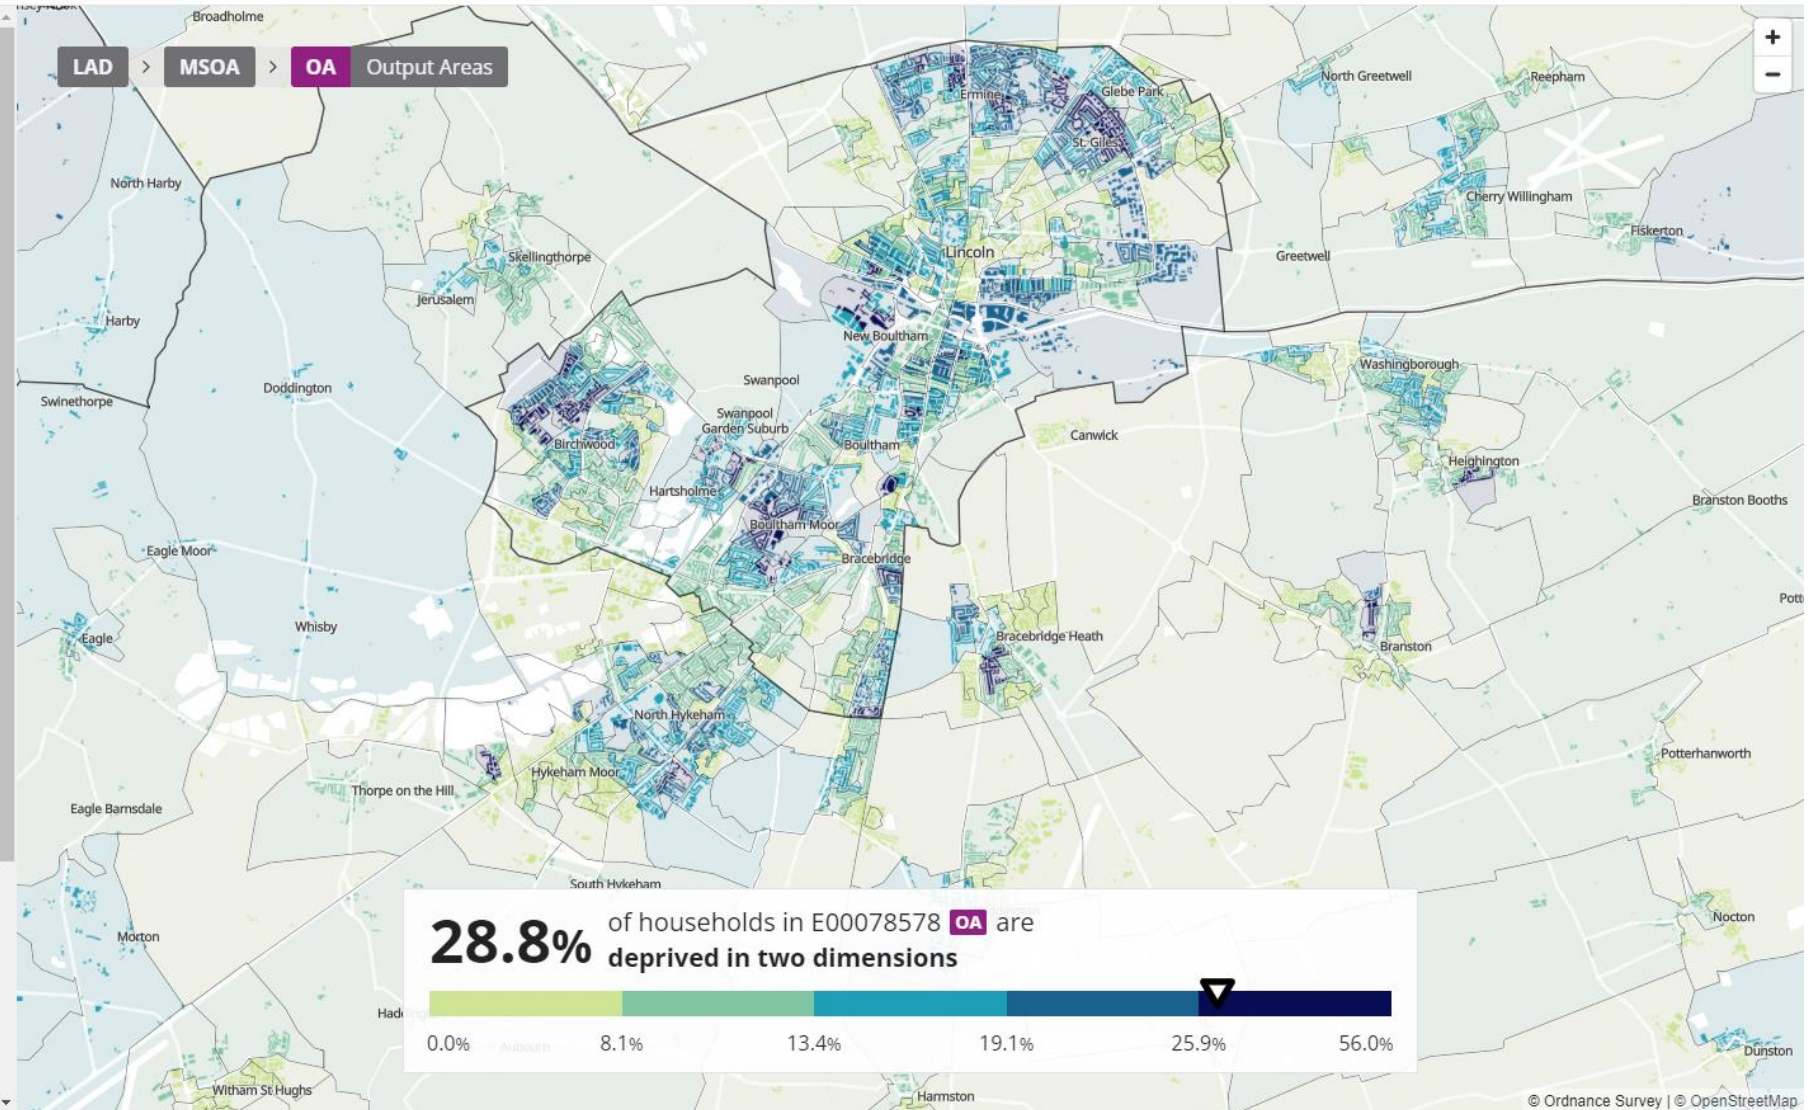 Broadholme
LAD > MSOA > OA Output Areas
+
−
North Greetwell
Reepham
Ermine
Glebe Park
St. Giles
North Harby
Cherry Willingham
Fiskerton
Skellingthorpe
Lincoln
Greetwell
Jerusalem
Harby
New Boultham
Washingborough
Doddington
Swanpool
Swinethorpe
Swanpool
Garden Suburb
Canwick
Birchwood
Boultham
Heighington
Hartsholme
Branston Booths
Boultham Moor
Eagle Moor
Bracebridge
Whisby
Eagle
Bracebridge Heath
Branston
North Hykeham
Potterhanworth
Hykeham Moor
Thorpe on the Hill
Eagle Barnsdale
South Hykeham
Nocton
Morton
28.8% of households in E00078578 OA are
deprived in two dimensions
0.0% 8.1% 13.4% 19.1% 25.9% 56.0%
Dunston
Witham St Hughs
Harmston
© Ordnance Survey | © OpenStreetMap